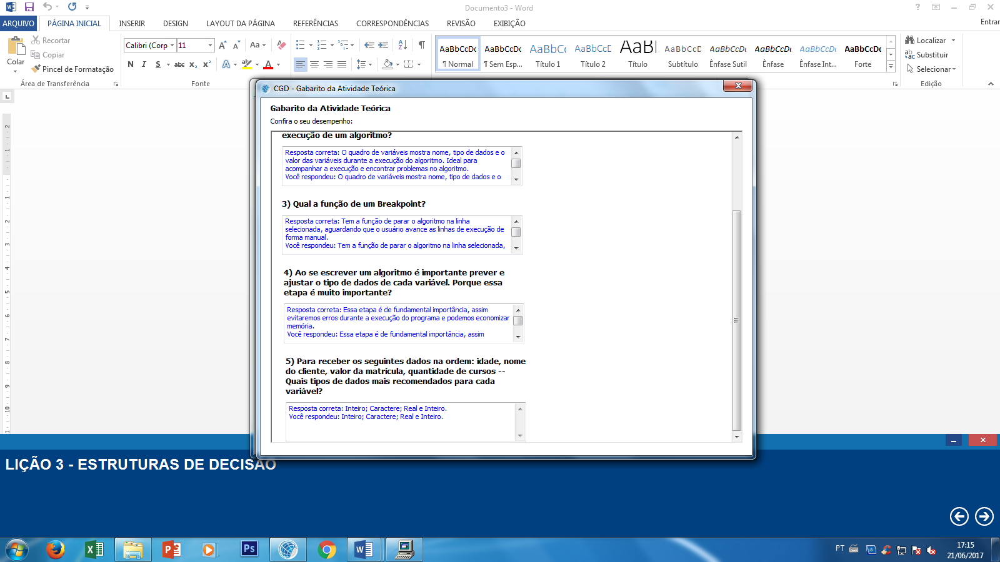 Documento3 - Word
ARQUIVO PÁGINA INICIAL INSERIR DESIGN LAYOUT DA PÁGINA REFERÊNCIAS CORRESPONDÊNCIAS REVISÃO EXIBIÇÃO Entrar
Recortar
Copiar
Pincel de Formatação
Colar
Área de Transferência
Calibri (Corp 11
Fonte
AaBbCcDc AaBbCcDc AaBbCc AaBbCcD AaBl AaBbCcD AaBbCcDc AaBbCcDc AaBbCcDc AaBbCcDc
¶ Normal ¶ Sem Esp... Título 1 Título 2 Título Subtítulo Ênfase Sutil Ênfase Ênfase Int... Forte
Localizar
Substituir
Selecionar
Edição
CGD - Gabarito da Atividade Teórica
Gabarito da Atividade Teórica
Confira o seu desempenho:
execução de um algoritmo?
Resposta correta: O quadro de variáveis mostra nome, tipo de dados e o
valor das variáveis durante a execução do algoritmo. Ideal para
acompanhar a execução e encontrar problemas no algoritmo.
Você respondeu: O quadro de variáveis mostra nome, tipo de dados e o
3) Qual a função de um Breakpoint?
Resposta correta: Tem a função de parar o algoritmo na linha
selecionada, aguardando que o usuário avance as linhas de execução de
forma manual.
Você respondeu: Tem a função de parar o algoritmo na linha selecionada,
4) Ao se escrever um algoritmo é importante prever e
ajustar o tipo de dados de cada variável. Porque essa
etapa é muito importante?
Resposta correta: Essa etapa é de fundamental importância, assim
evitaremos erros durante a execução do programa e podemos economizar
memória.
Você respondeu: Essa etapa é de fundamental importância, assim
5) Para receber os seguintes dados na ordem: idade, nome
do cliente, valor da matrícula, quantidade de cursos --
Quais tipos de dados mais recomendados para cada
variável?
Resposta correta: Inteiro; Caractere; Real e Inteiro.
Você respondeu: Inteiro; Caractere; Real e Inteiro.
LIÇÃO 3 - ESTRUTURAS DE DECISÃO
PT
17:15
21/06/2017